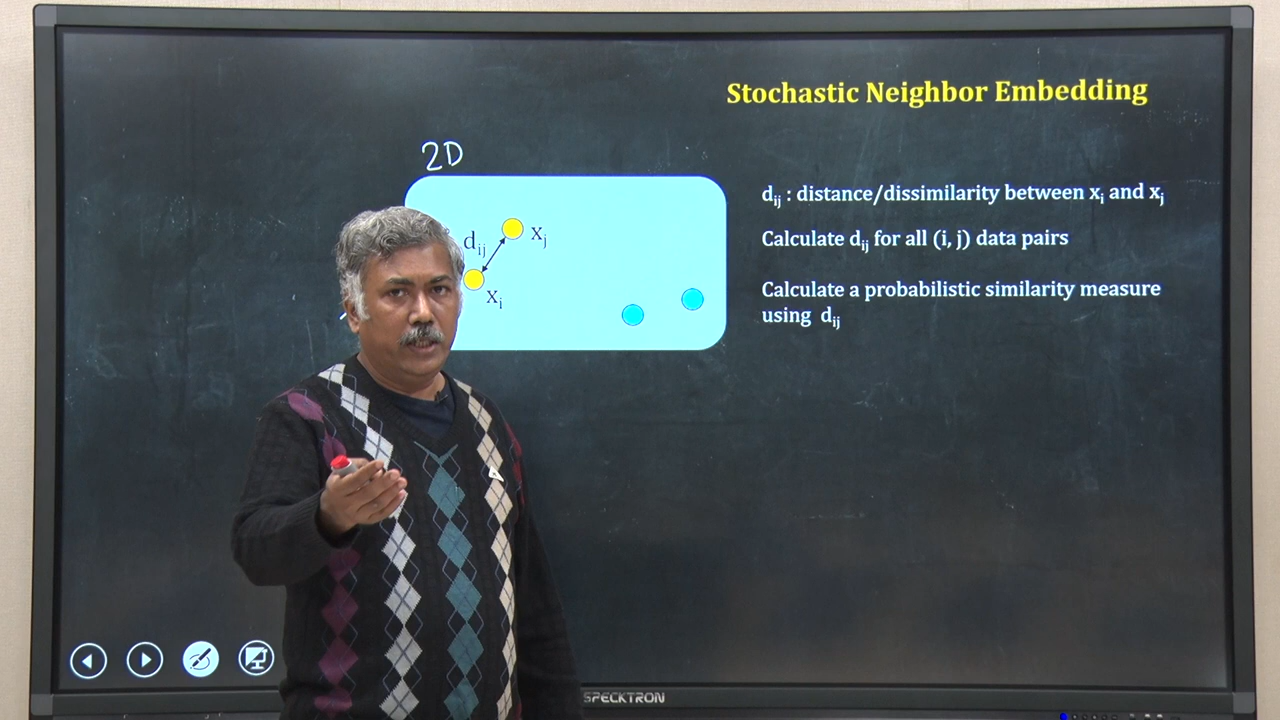 Stochastic Neighbor Embedding
2D
dij
xj
xi
dij : distance/dissimilarity between xi and xj
Calculate dij for all (i, j) data pairs
Calculate a probabilistic similarity measure
using dij
SPECKTRON